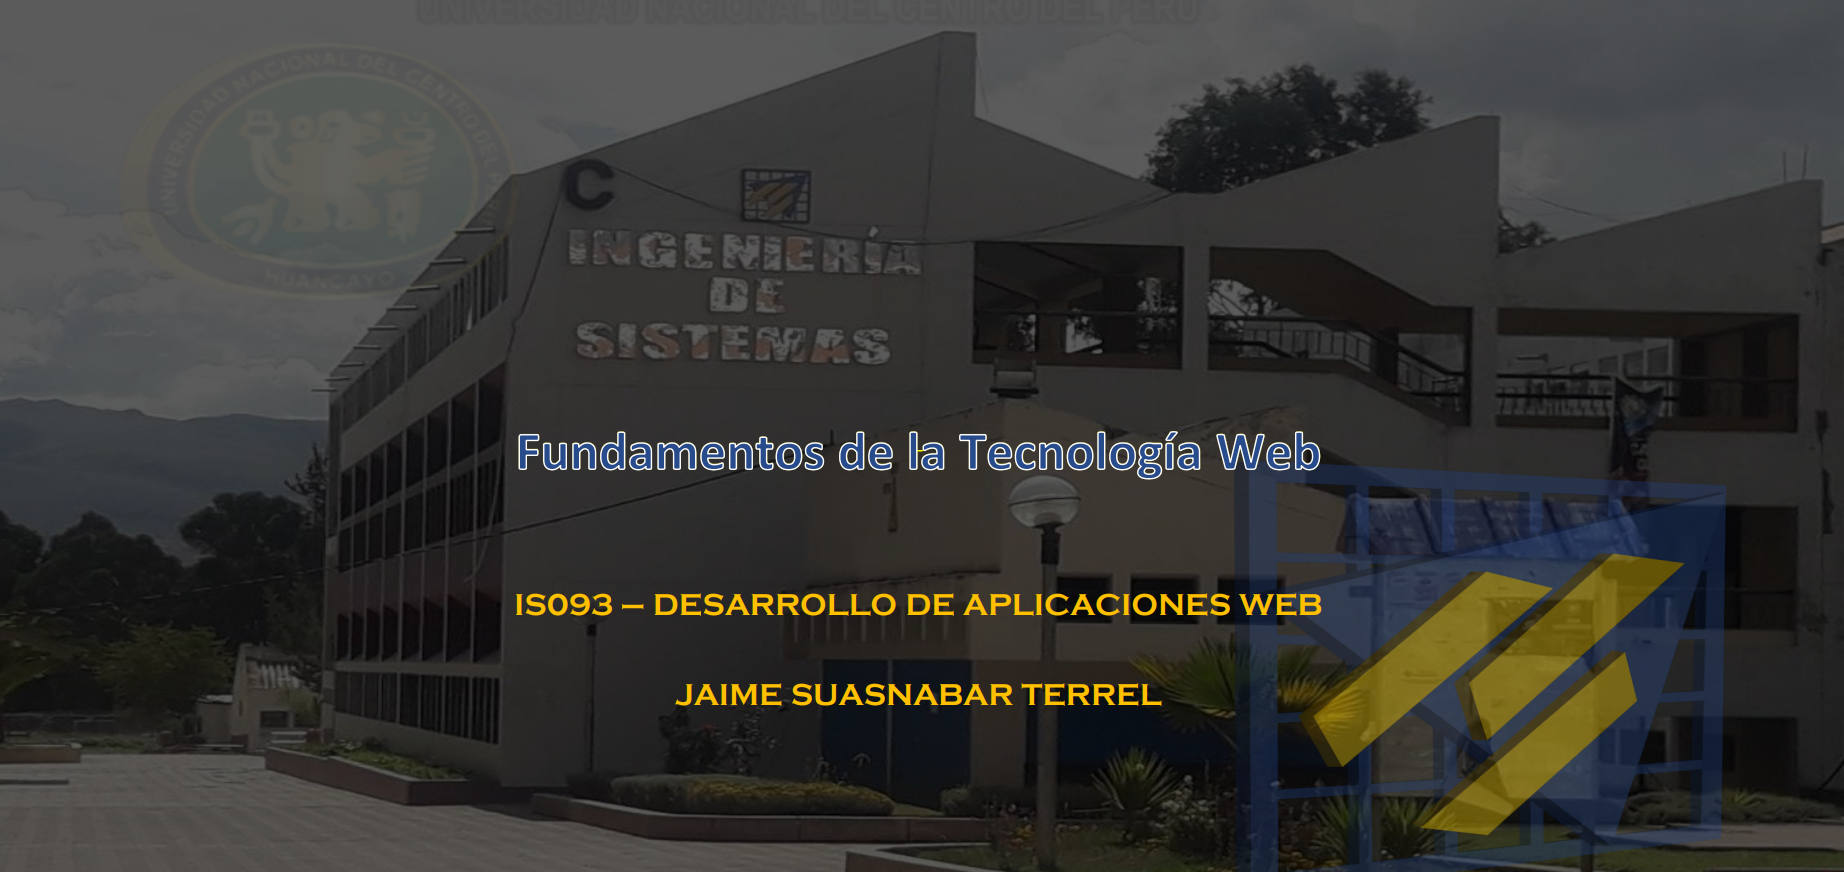 UNIVERSIDAD NACIONAL DEL CENTRO DEL PERÚ
UNIVERSIDAD NACIONAL DEL CENTRO DEL
HUANCAYO
C
INGENIERÍA
DE
SISTEMAS
Fundamentos de la Tecnología Web
IS093 – DESARROLLO DE APLICACIONES WEB
JAIME SUASNABAR TERREL